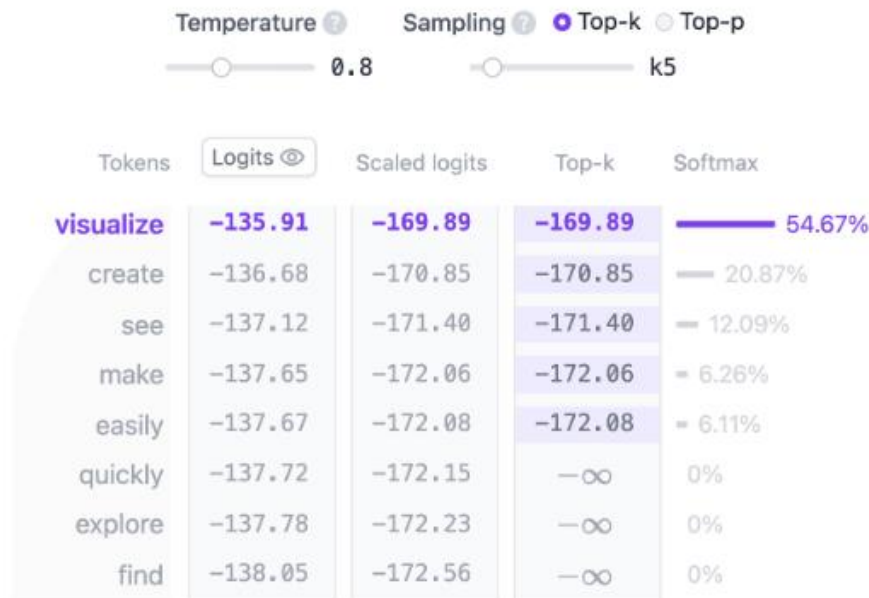 Temperature ? Sampling ? Top-k Top-p
0.8 k5
Tokens Logits Scaled logits Top-k Softmax
visualize -135.91 -169.89 -169.89 54.67%
create -136.68 -170.85 -170.85 20.87%
see -137.12 -171.40 -171.40 12.09%
make -137.65 -172.06 -172.06 6.26%
easily -137.67 -172.08 -172.08 6.11%
quickly -137.72 -172.15 -∞ 0%
explore -137.78 -172.23 -∞ 0%
find -138.05 -172.56 -∞ 0%